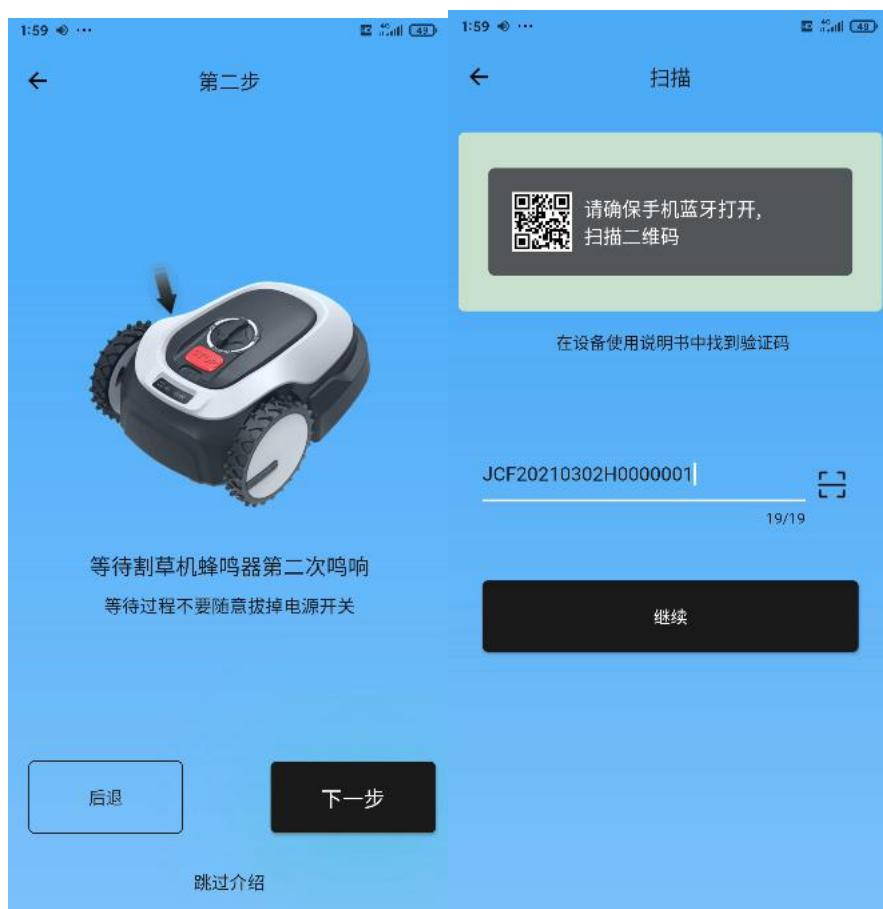 1:59
49
第二步
等待割草机蜂鸣器第二次鸣响
等待过程不要随意拔掉电源开关
后退
下一步
跳过介绍
1:59
49
扫描
请确保手机蓝牙打开,
扫描二维码
在设备使用说明书中找到验证码
JCF20210302H0000001
19/19
继续